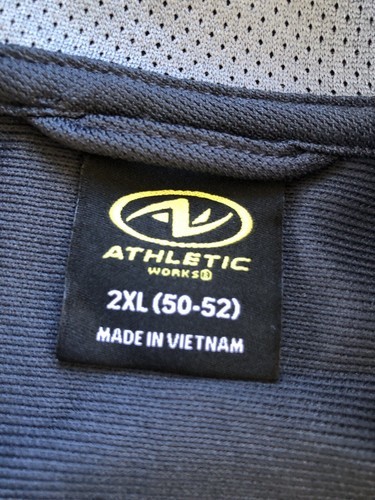 ATHLETIC
WORKS®
2XL (50-52)
MADE IN VIETNAM